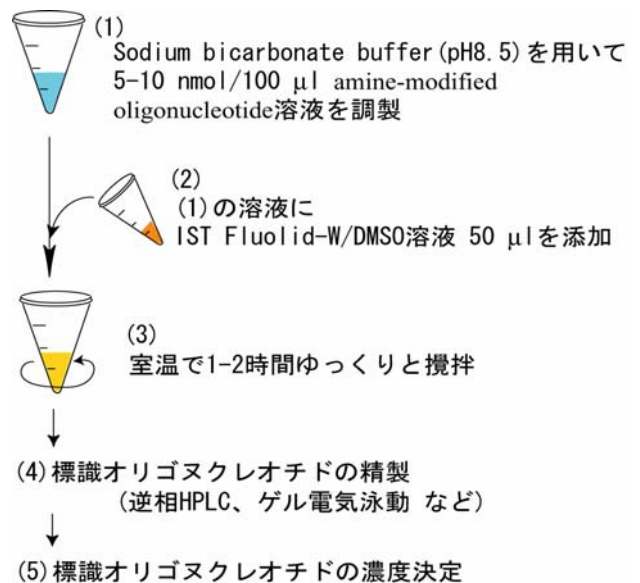 (1)
Sodium bicarbonate buffer(pH8.5)を用いて
5-10 nmol/100 μl amine-modified
oligonucleotide溶液を調製
(2)
(1)の溶液に
IST Fluolid-W/DMSO溶液 50 μlを添加
(3)
室温で1-2時間ゆっくりと攪拌
(4)標識オリゴヌクレオチドの精製
(逆相HPLC、ゲル電気泳動 など)
(5)標識オリゴヌクレオチドの濃度決定